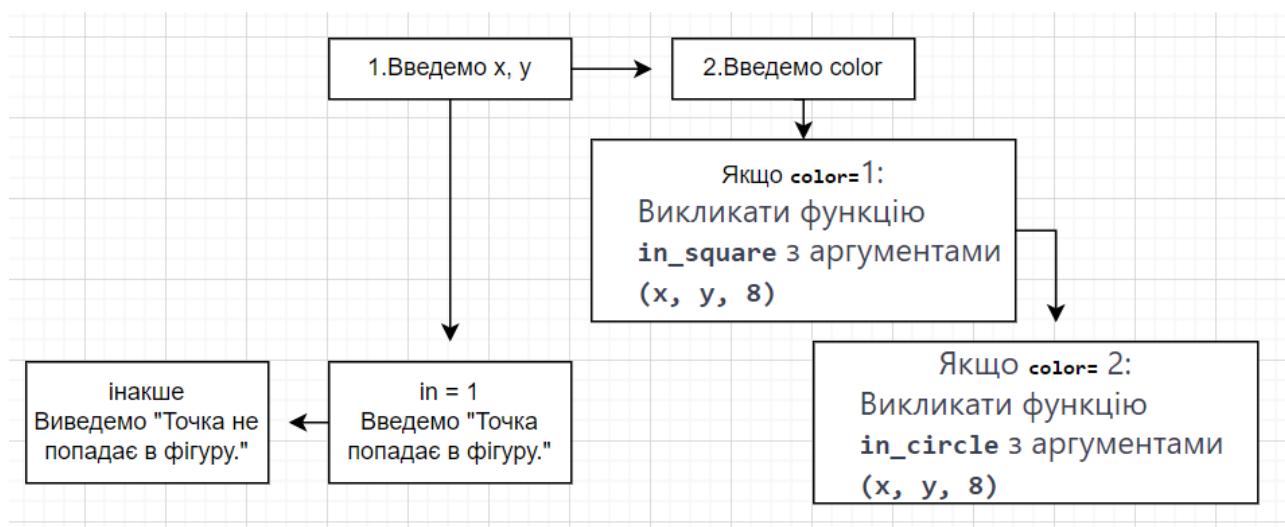 1.Введемо x, y
2.Введемо color
Якщо color=1:
Викликати функцію
in_square з аргументами
(x, y, 8)
інакше
Виведемо "Точка не
попадає в фігуру."
in = 1
Введемо "Точка
попадає в фігуру."
Якщо color= 2:
Викликати функцію
in_circle з аргументами
(x, y, 8)